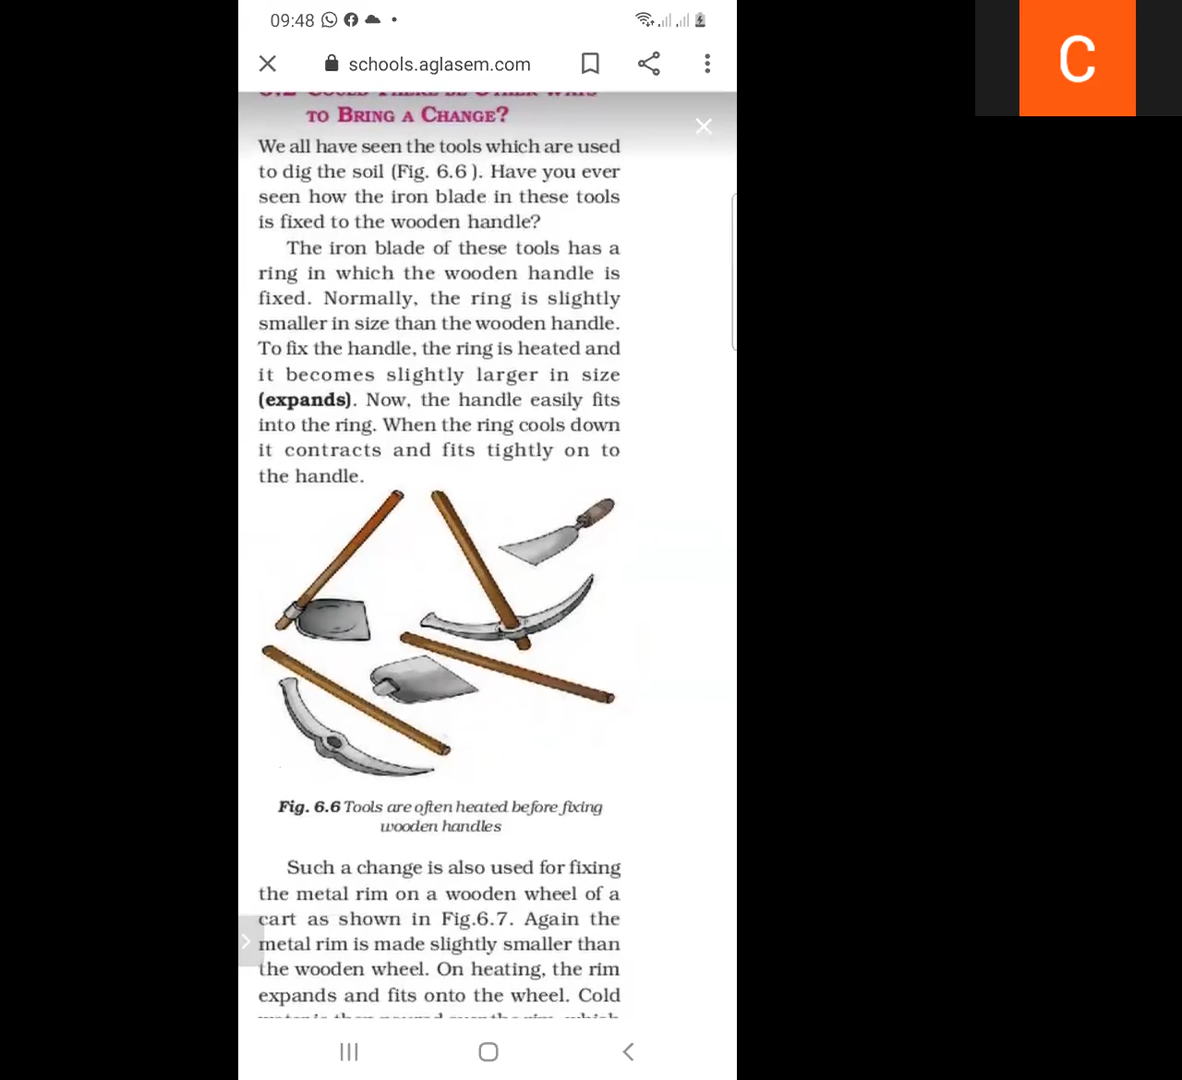 09:48
schools.aglasem.com
C
TO BRING A CHANGE?
We all have seen the tools which are used
to dig the soil (Fig. 6.6 ). Have you ever
seen how the iron blade in these tools
is fixed to the wooden handle?
The iron blade of these tools has a
ring in which the wooden handle is
fixed. Normally, the ring is slightly
smaller in size than the wooden handle.
To fix the handle, the ring is heated and
it becomes slightly larger in size
(expands). Now, the handle easily fits
into the ring. When the ring cools down
it contracts and fits tightly on to
the handle.
Fig. 6.6 Tools are often heated before fixing
wooden handles
Such a change is also used for fixing
the metal rim on a wooden wheel of a
cart as shown in Fig.6.7. Again the
metal rim is made slightly smaller than
the wooden wheel. On heating, the rim
expands and fits onto the wheel. Cold